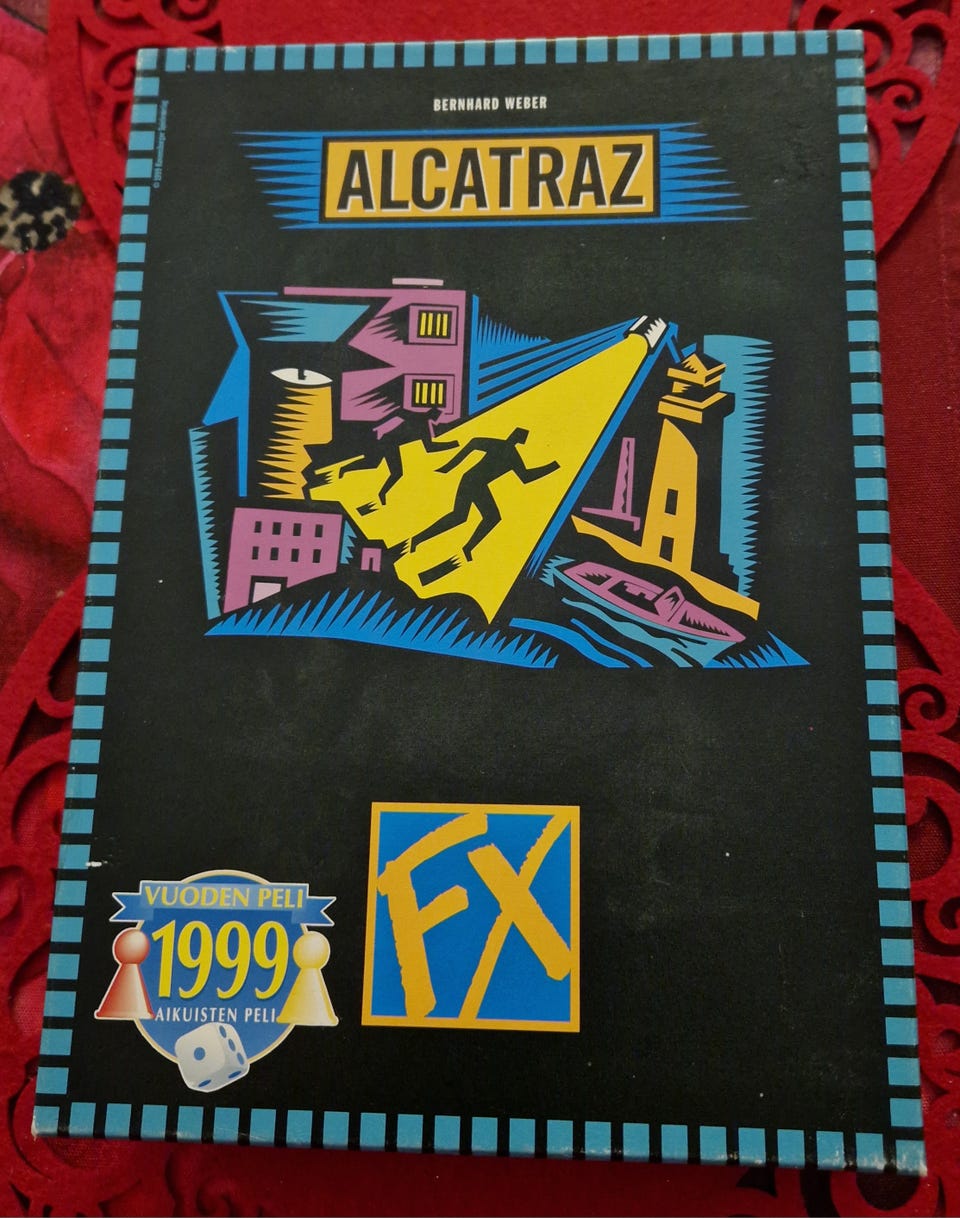 BERNHARD WEBER
ALCATRAZ
FX
VUODEN PELI
1999
AIKUISTEN PELI